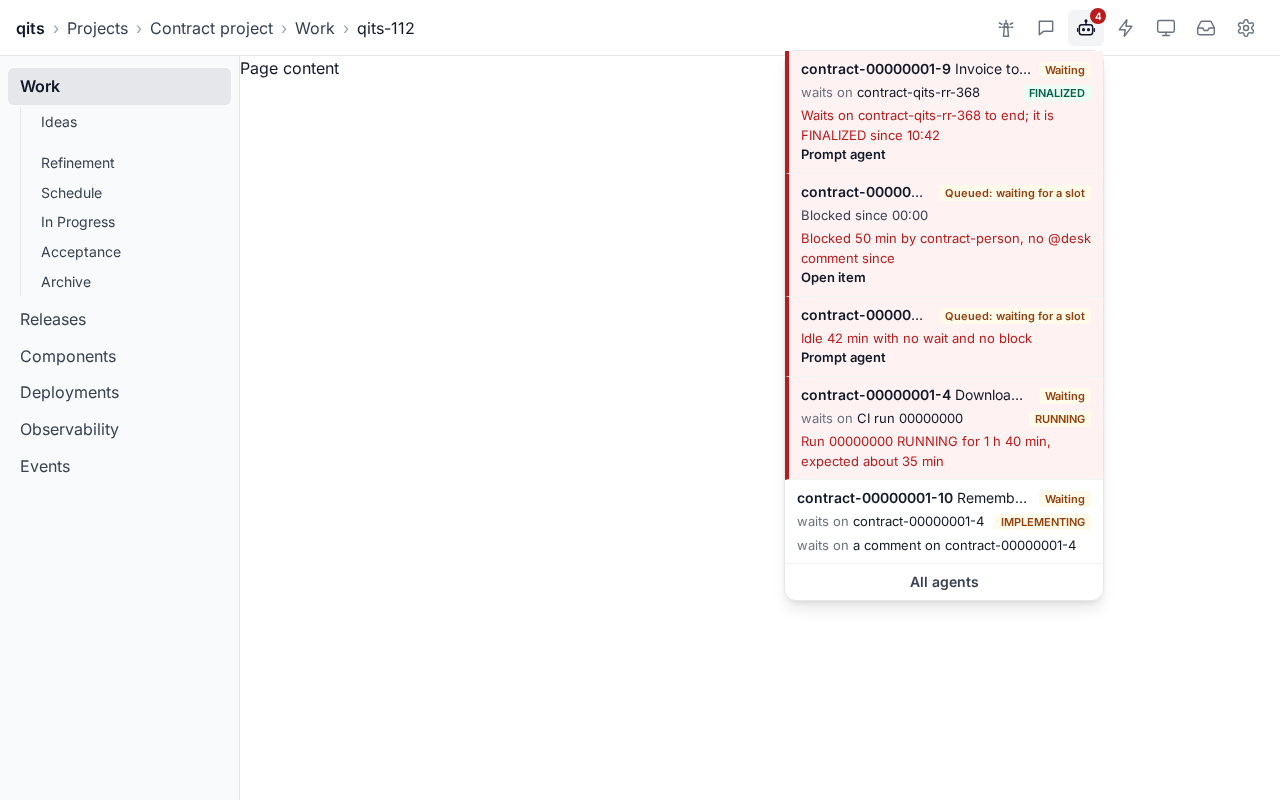 qits › Projects › Contract project › Work › qits-112
4
Work
Ideas
Refinement
Schedule
In Progress
Acceptance
Archive
Releases
Components
Deployments
Observability
Events
Page content
contract-00000001-9 Invoice to... Waiting
waits on contract-qits-rr-368 FINALIZED
Waits on contract-qits-rr-368 to end; it is
FINALIZED since 10:42
Prompt agent
contract-00000... Queued: waiting for a slot
Blocked since 00:00
Blocked 50 min by contract-person, no @desk
comment since
Open item
contract-00000... Queued: waiting for a slot
Idle 42 min with no wait and no block
Prompt agent
contract-00000001-4 Downloa... Waiting
waits on CI run 00000000 RUNNING
Run 00000000 RUNNING for 1 h 40 min,
expected about 35 min
contract-00000001-10 Rememb... Waiting
waits on contract-00000001-4 IMPLEMENTING
waits on a comment on contract-00000001-4
All agents